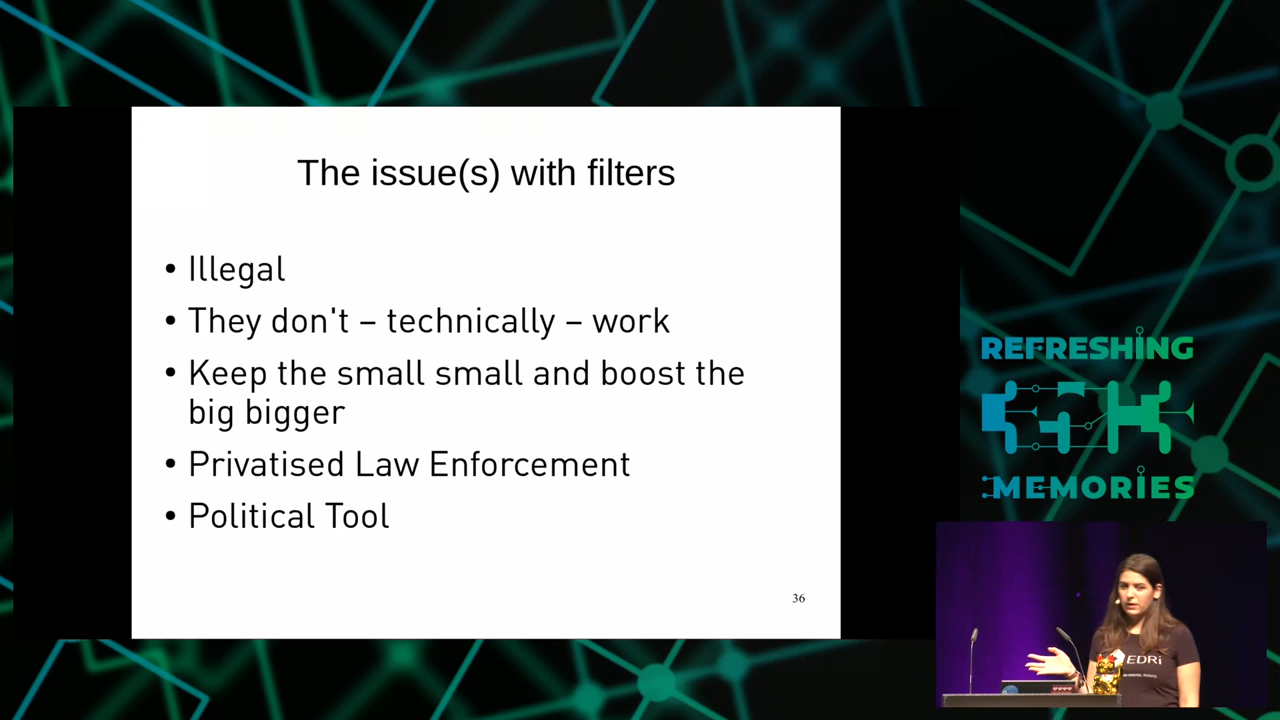 The issue(s) with filters
• Illegal
• They don't – technically – work
• Keep the small small and boost the
big bigger
• Privatised Law Enforcement
• Political Tool
36
REFRESHING
35C3
MEMORIES
EDRi